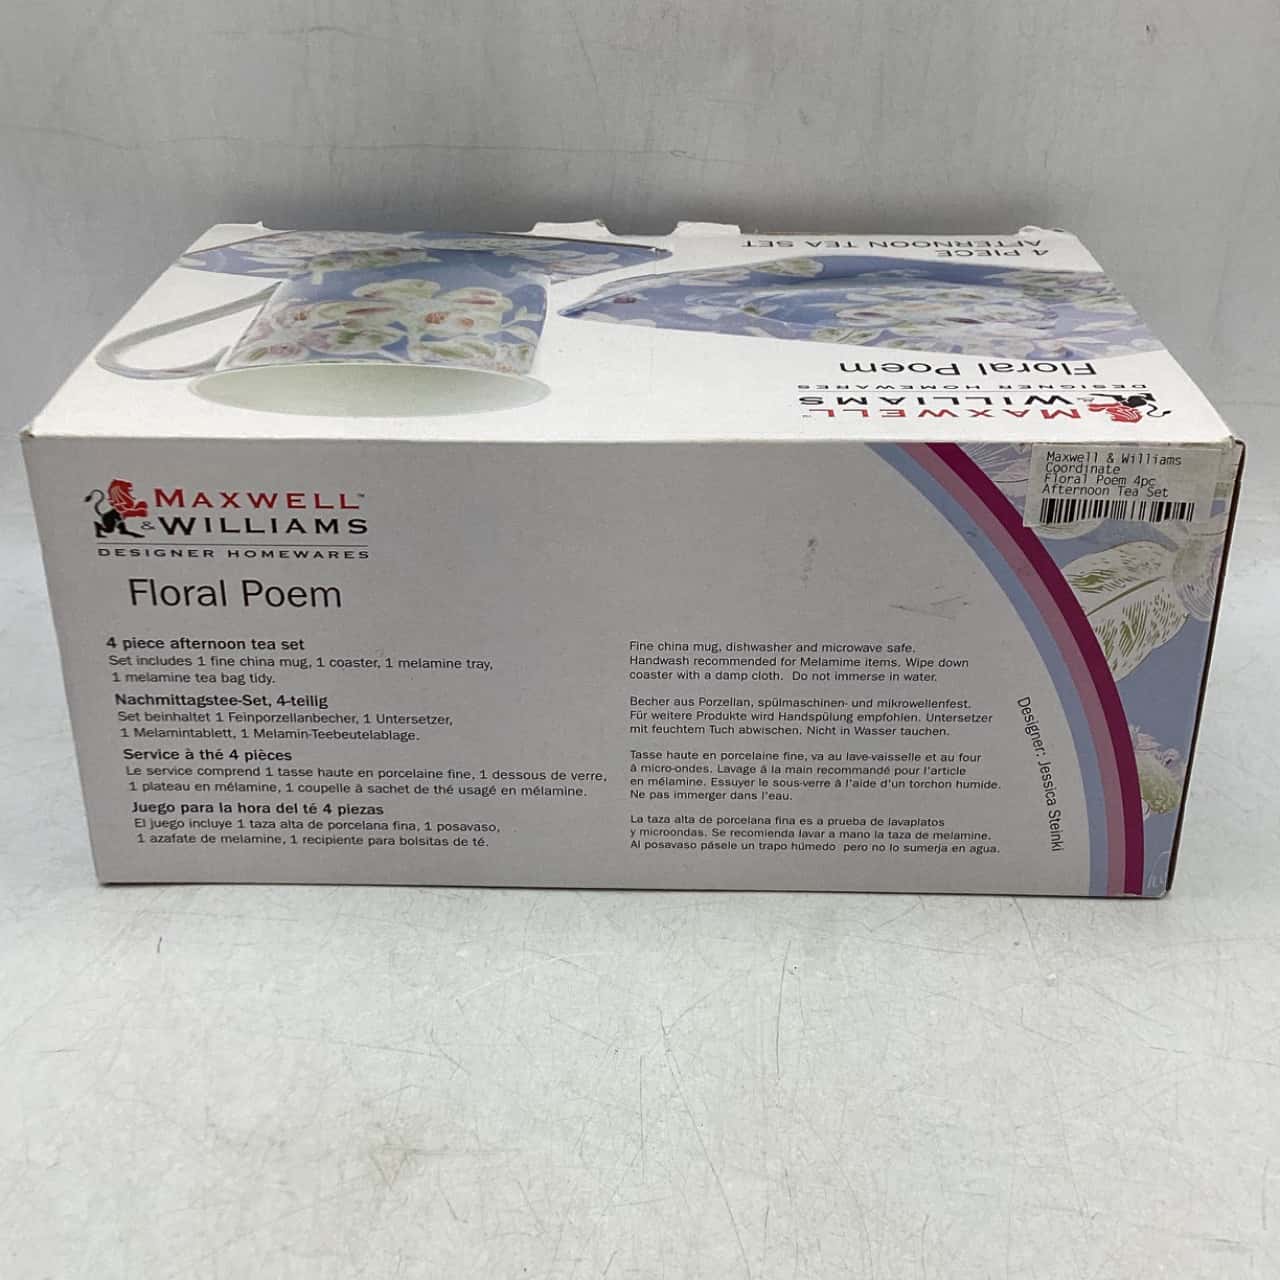 4 PIECE
AFTERNOON TEA SET
Floral Poem
MAXWELL™
& WILLIAMS
DESIGNER HOMEWARES
Maxwell & Williams
Coordinate
Floral Poem 4pc
Afternoon Tea Set
MAXWELL™
& WILLIAMS
DESIGNER HOMEWARES
Floral Poem
4 piece afternoon tea set
Set includes 1 fine china mug, 1 coaster, 1 melamine tray,
1 melamine tea bag tidy.
Nachmittagstee-Set, 4-teilig
Set beinhaltet 1 Feinporzellanbecher, 1 Untersetzer,
1 Melamintablett, 1 Melamin-Teebeutelablage.
Service à thé 4 pièces
Le service comprend 1 tasse haute en porcelaine fine, 1 dessous de verre,
1 plateau en mélamine, 1 coupelle à sachet de thé usagé en mélamine.
Juego para la hora del té 4 piezas
El juego incluye 1 taza alta de porcelana fina, 1 posavaso,
1 azafate de melamine, 1 recipiente para bolsitas de té.
Fine china mug, dishwasher and microwave safe.
Handwash recommended for Melamime items. Wipe down
coaster with a damp cloth. Do not immerse in water.
Becher aus Porzellan, spülmaschinen- und mikrowellenfest.
Für weitere Produkte wird Handspülung empfohlen. Untersetzer
mit feuchtem Tuch abwischen. Nicht in Wasser tauchen.
Tasse haute en porcelaine fine, va au lave-vaisselle et au four
à micro-ondes. Lavage à la main recommandé pour l'article
en mélamine. Essuyer le sous-verre à l'aide d'un torchon humide.
Ne pas immerger dans l'eau.
La taza alta de porcelana fina es a prueba de lavaplatos
y microondas. Se recomienda lavar a mano la taza de melamine.
Al posavaso pásele un trapo húmedo pero no lo sumerja en agua.
Designer: Jessica Steinki